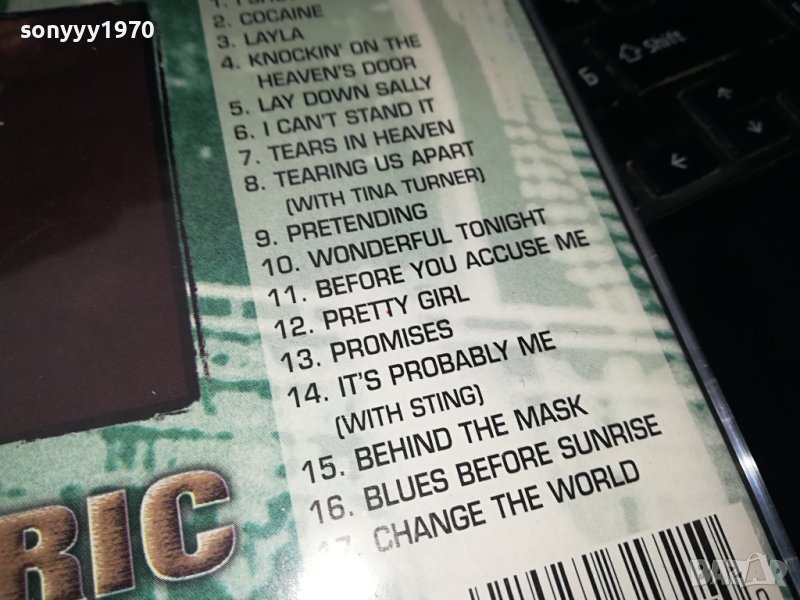 sonyyy1970
2. COCAINE
3. LAYLA
4. KNOCKIN' ON THE
HEAVEN'S DOOR
5. LAY DOWN SALLY
6. I CAN'T STAND IT
7. TEARS IN HEAVEN
8. TEARING US APART
(WITH TINA TURNER)
9. PRETENDING
10. WONDERFUL TONIGHT
11. BEFORE YOU ACCUSE ME
12. PRETTY GIRL
13. PROMISES
14. IT'S PROBABLY ME
(WITH STING)
15. BEHIND THE MASK
16. BLUES BEFORE SUNRISE
17. CHANGE THE WORLD
RIC
Shift
Б
BAZAR